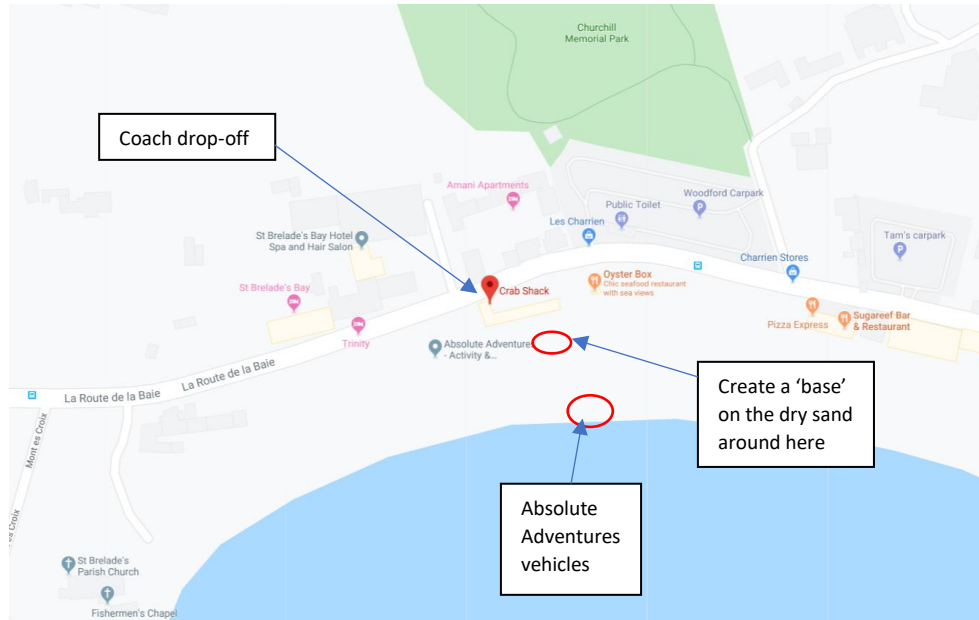 Churchill
Memorial Park
Coach drop-off
Amani Apartments
Woodford Carpark
Public Toilet
Les Charrien
St Brelade's Bay Hotel
Spa and Hair Salon
Tam's carpark
Charrien Stores
Oyster Box
Chic seafood restaurant
with sea views
St Brelade's Bay
Crab Shack
Trinity
Pizza Express
Sugareef Bar
& Restaurant
Absolute Adventures
- Activity &...
La Route de la Baie
La Route de la Baie
Mont es Croix
Create a ‘base’
on the dry sand
around here
Absolute
Adventures
vehicles
St Brelade's
Parish Church
Fishermen's Chapel